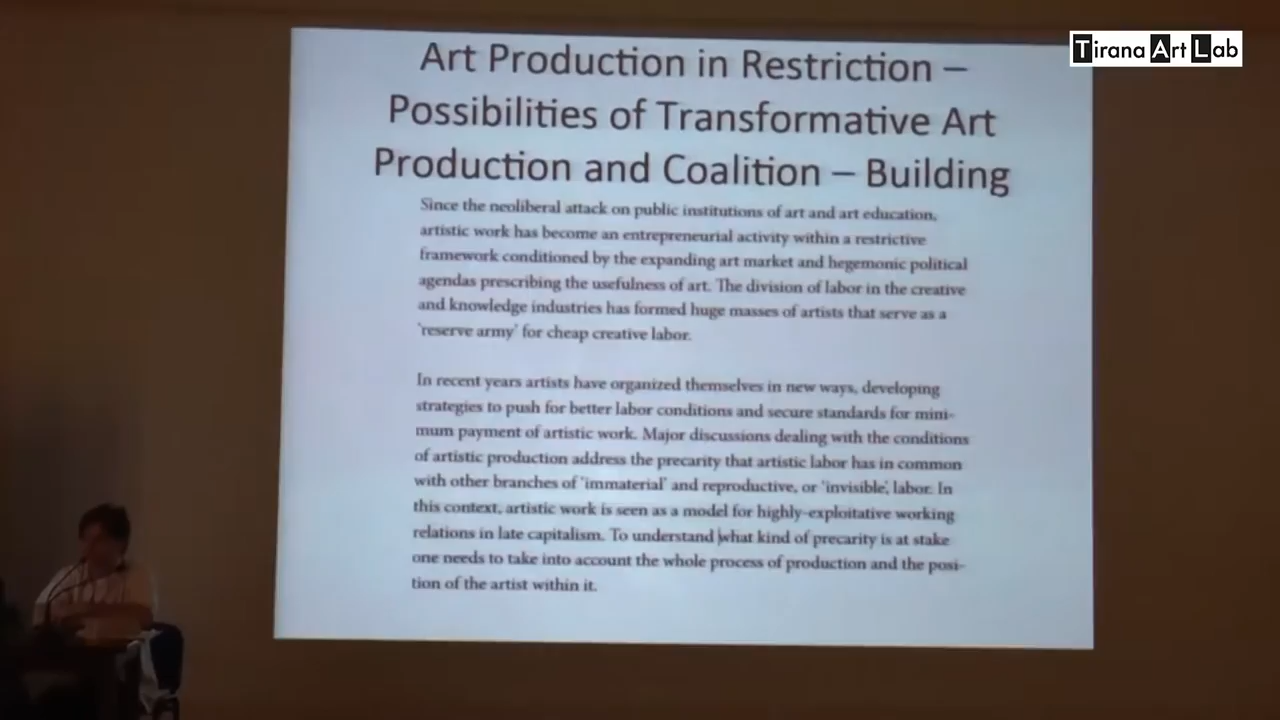 Tirana Art Lab
Art Production in Restriction –
Possibilities of Transformative Art
Production and Coalition – Building
Since the neoliberal attack on public institutions of art and art education,
artistic work has become an entrepreneurial activity within a restrictive
framework conditioned by the expanding art market and hegemonic political
agendas prescribing the usefulness of art. The division of labor in the creative
and knowledge industries has formed huge masses of artists that serve as a
'reserve army' for cheap creative labor.
In recent years artists have organized themselves in new ways, developing
strategies to push for better labor conditions and secure standards for mini-
mum payment of artistic work. Major discussions dealing with the conditions
of artistic production address the precarity that artistic labor has in common
with other branches of 'immaterial' and reproductive, or 'invisible', labor. In
this context, artistic work is seen as a model for highly-exploitative working
relations in late capitalism. To understand what kind of precarity is at stake
one needs to take into account the whole process of production and the posi-
tion of the artist within it.